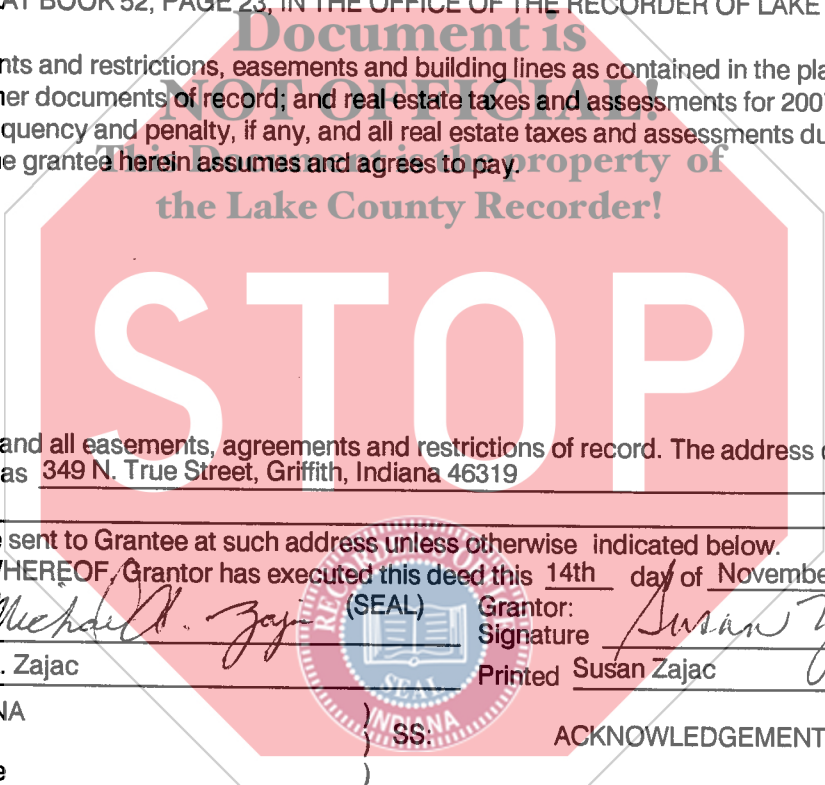 AT BOOK 52, PAGE 23, IN THE OFFICE OF THE RECORDER OF LAKE
Document is
nts and restrictions, easements and building lines as contained in the pla
NOT OFFICIAL!
er documents of record; and real estate taxes and assessments for 200
quency and penalty, if any, and all real estate taxes and assessments du
This Document is the property of
e grantee herein assumes and agrees to pay.
the Lake County Recorder!
STOP
and all easements, agreements and restrictions of record. The address
as 349 N. True Street, Griffith, Indiana 46319
sent to Grantee at such address unless otherwise indicated below.
WHEREOF, Grantor has executed this deed this 14th day of Novembe
Michael A. Zajac (SEAL) Grantor:
Signature Susan
. Zajac Printed Susan Zajac
SEAL
INDIANA
NA
SS: ACKNOWLEDGEMENT
e